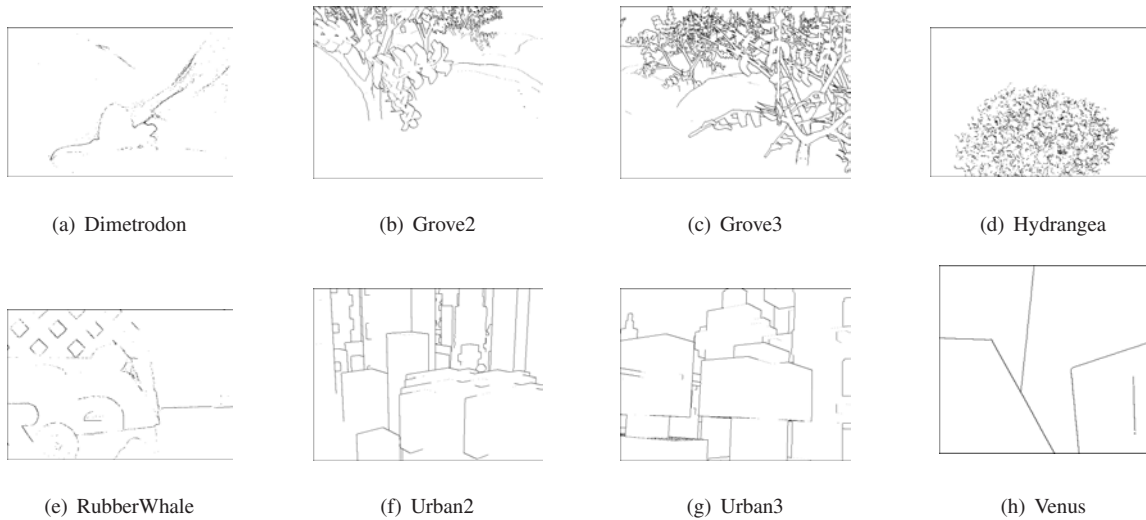 (a) Dimetrodon
(b) Grove2
(c) Grove3
(d) Hydrangea
(e) RubberWhale
(f) Urban2
(g) Urban3
(h) Venus